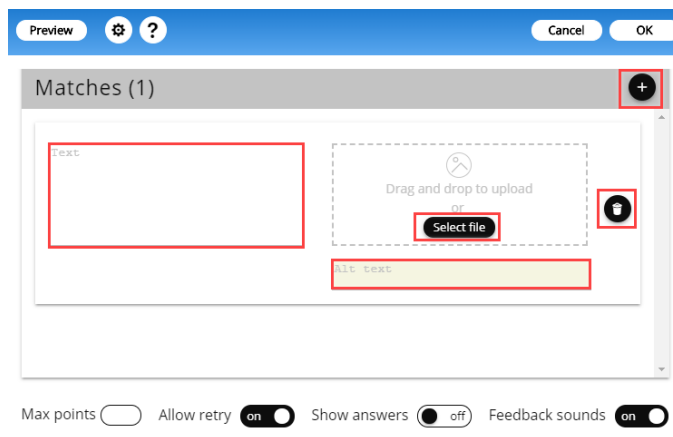 Preview ? Cancel OK
Matches (1) +
Text
Drag and drop to upload
or
Select file
Alt text
Max points Allow retry on Show answers off Feedback sounds on